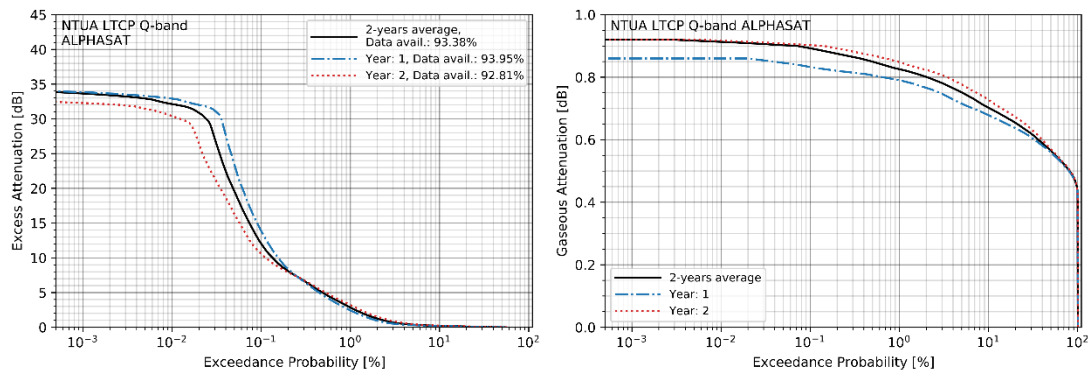 NTUA LTCP Q-band
ALPHASAT
2-years average,
Data avail.: 93.38%
Year: 1, Data avail.: 93.95%
Year: 2, Data avail.: 92.81%
Excess Attenuation [dB]
45
40
35
30
25
20
15
10
5
0
10⁻³ 10⁻² 10⁻¹ 10⁰ 10¹ 10²
Exceedance Probability [%]
NTUA LTCP Q-band
ALPHASAT
Gaseous Attenuation [dB]
1.0
0.8
0.6
0.4
0.2
0.0
2-years average
Year: 1
Year: 2
10⁻³ 10⁻² 10⁻¹ 10⁰ 10¹ 10²
Exceedance Probability [%]